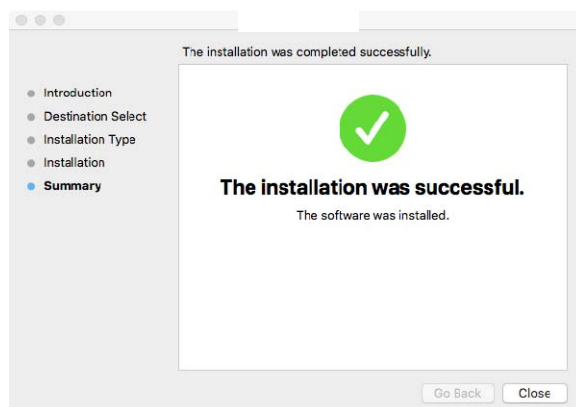 The installation was completed successfully.
Introduction
Destination Select
Installation Type
Installation
Summary
The installation was successful.
The software was installed.
Go Back
Close